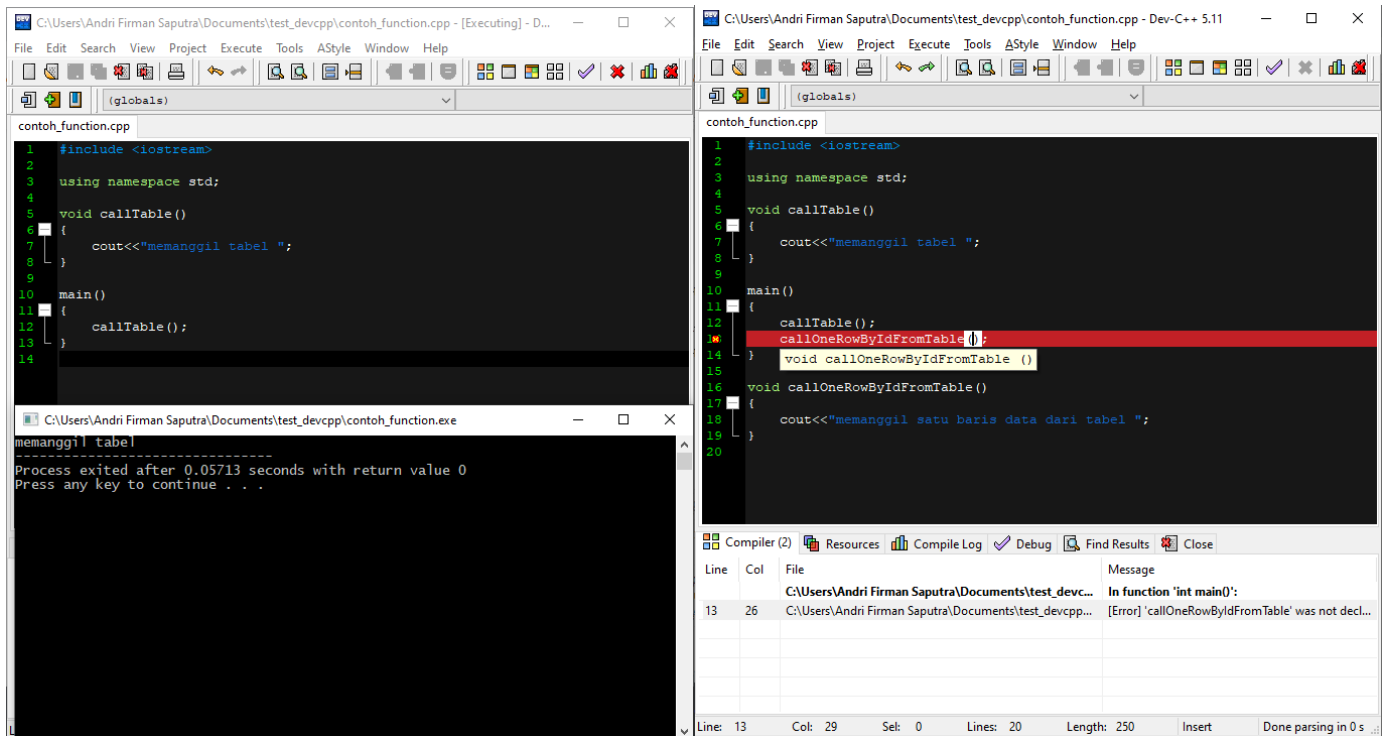 C:\Users\Andri Firman Saputra\Documents\test_devcpp\contoh_function.cpp - [Executing] - D...
File Edit Search View Project Execute Tools AStyle Window Help
(globals)
contoh_function.cpp
1 #include <iostream>
2
3 using namespace std;
4
5 void callTable()
6 {
7 cout<<"memanggil tabel ";
8 }
9
10 main()
11 {
12 callTable();
13 }
14
C:\Users\Andri Firman Saputra\Documents\test_devcpp\contoh_function.exe
memanggil tabel
--------------------------------
Process exited after 0.05713 seconds with return value 0
Press any key to continue . . .
C:\Users\Andri Firman Saputra\Documents\test_devcpp\contoh_function.cpp - Dev-C++ 5.11
File Edit Search View Project Execute Tools AStyle Window Help
(globals)
contoh_function.cpp
1 #include <iostream>
2
3 using namespace std;
4
5 void callTable()
6 {
7 cout<<"memanggil tabel ";
8 }
9
10 main()
11 {
12 callTable();
callOneRowByIdFromTable();
14 }
void callOneRowByIdFromTable ()
15
16 void callOneRowByIdFromTable()
17 {
18 cout<<"memanggil satu baris data dari tabel ";
19 }
20
Compiler (2) Resources Compile Log Debug Find Results Close
Line Col File Message
C:\Users\Andri Firman Saputra\Documents\test_devc... In function 'int main()':
13 26 C:\Users\Andri Firman Saputra\Documents\test_devcpp... [Error] 'callOneRowByIdFromTable' was not decl...
Line: 13 Col: 29 Sel: 0 Lines: 20 Length: 250 Insert Done parsing in 0 s